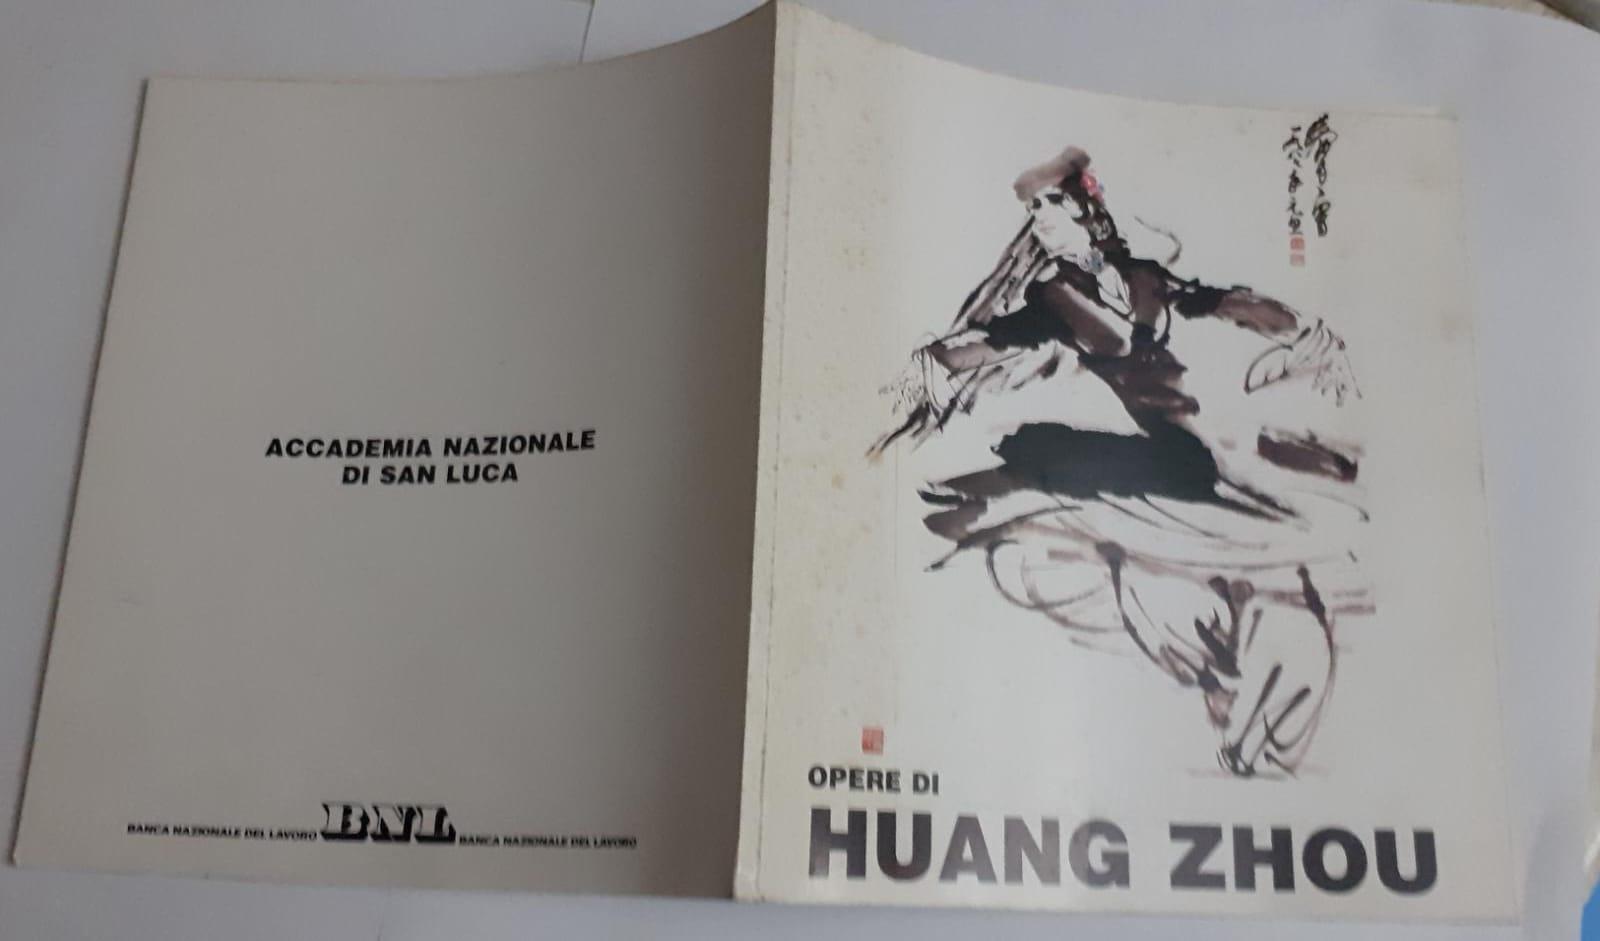 ACCADEMIA NAZIONALE
DI SAN LUCA
BANCA NAZIONALE DEL LAVORO BNL BANCA NAZIONALE DEL LAVORO
OPERE DI
HUANG ZHOU